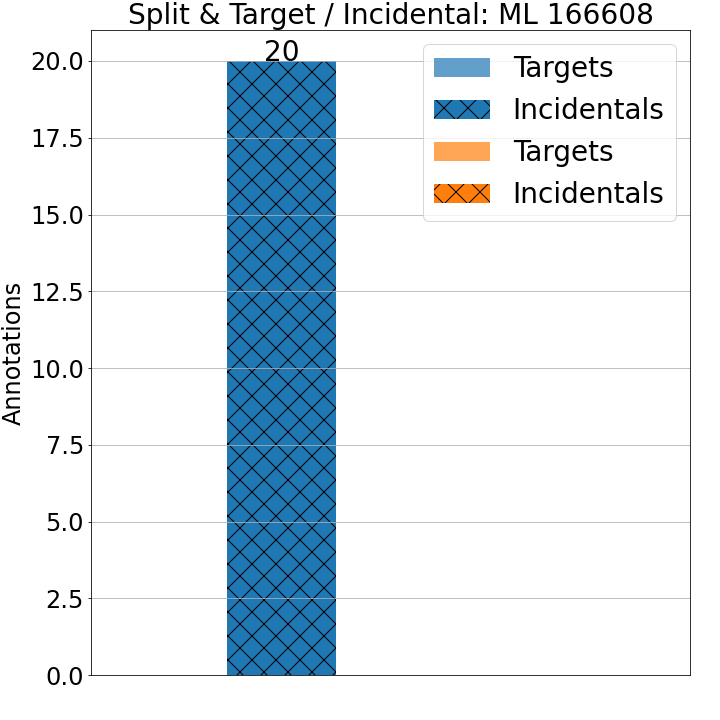 Split & Target / Incidental: ML 166608
20
Targets
Incidentals
Targets
Incidentals
Annotations
20.0
17.5
15.0
12.5
10.0
7.5
5.0
2.5
0.0